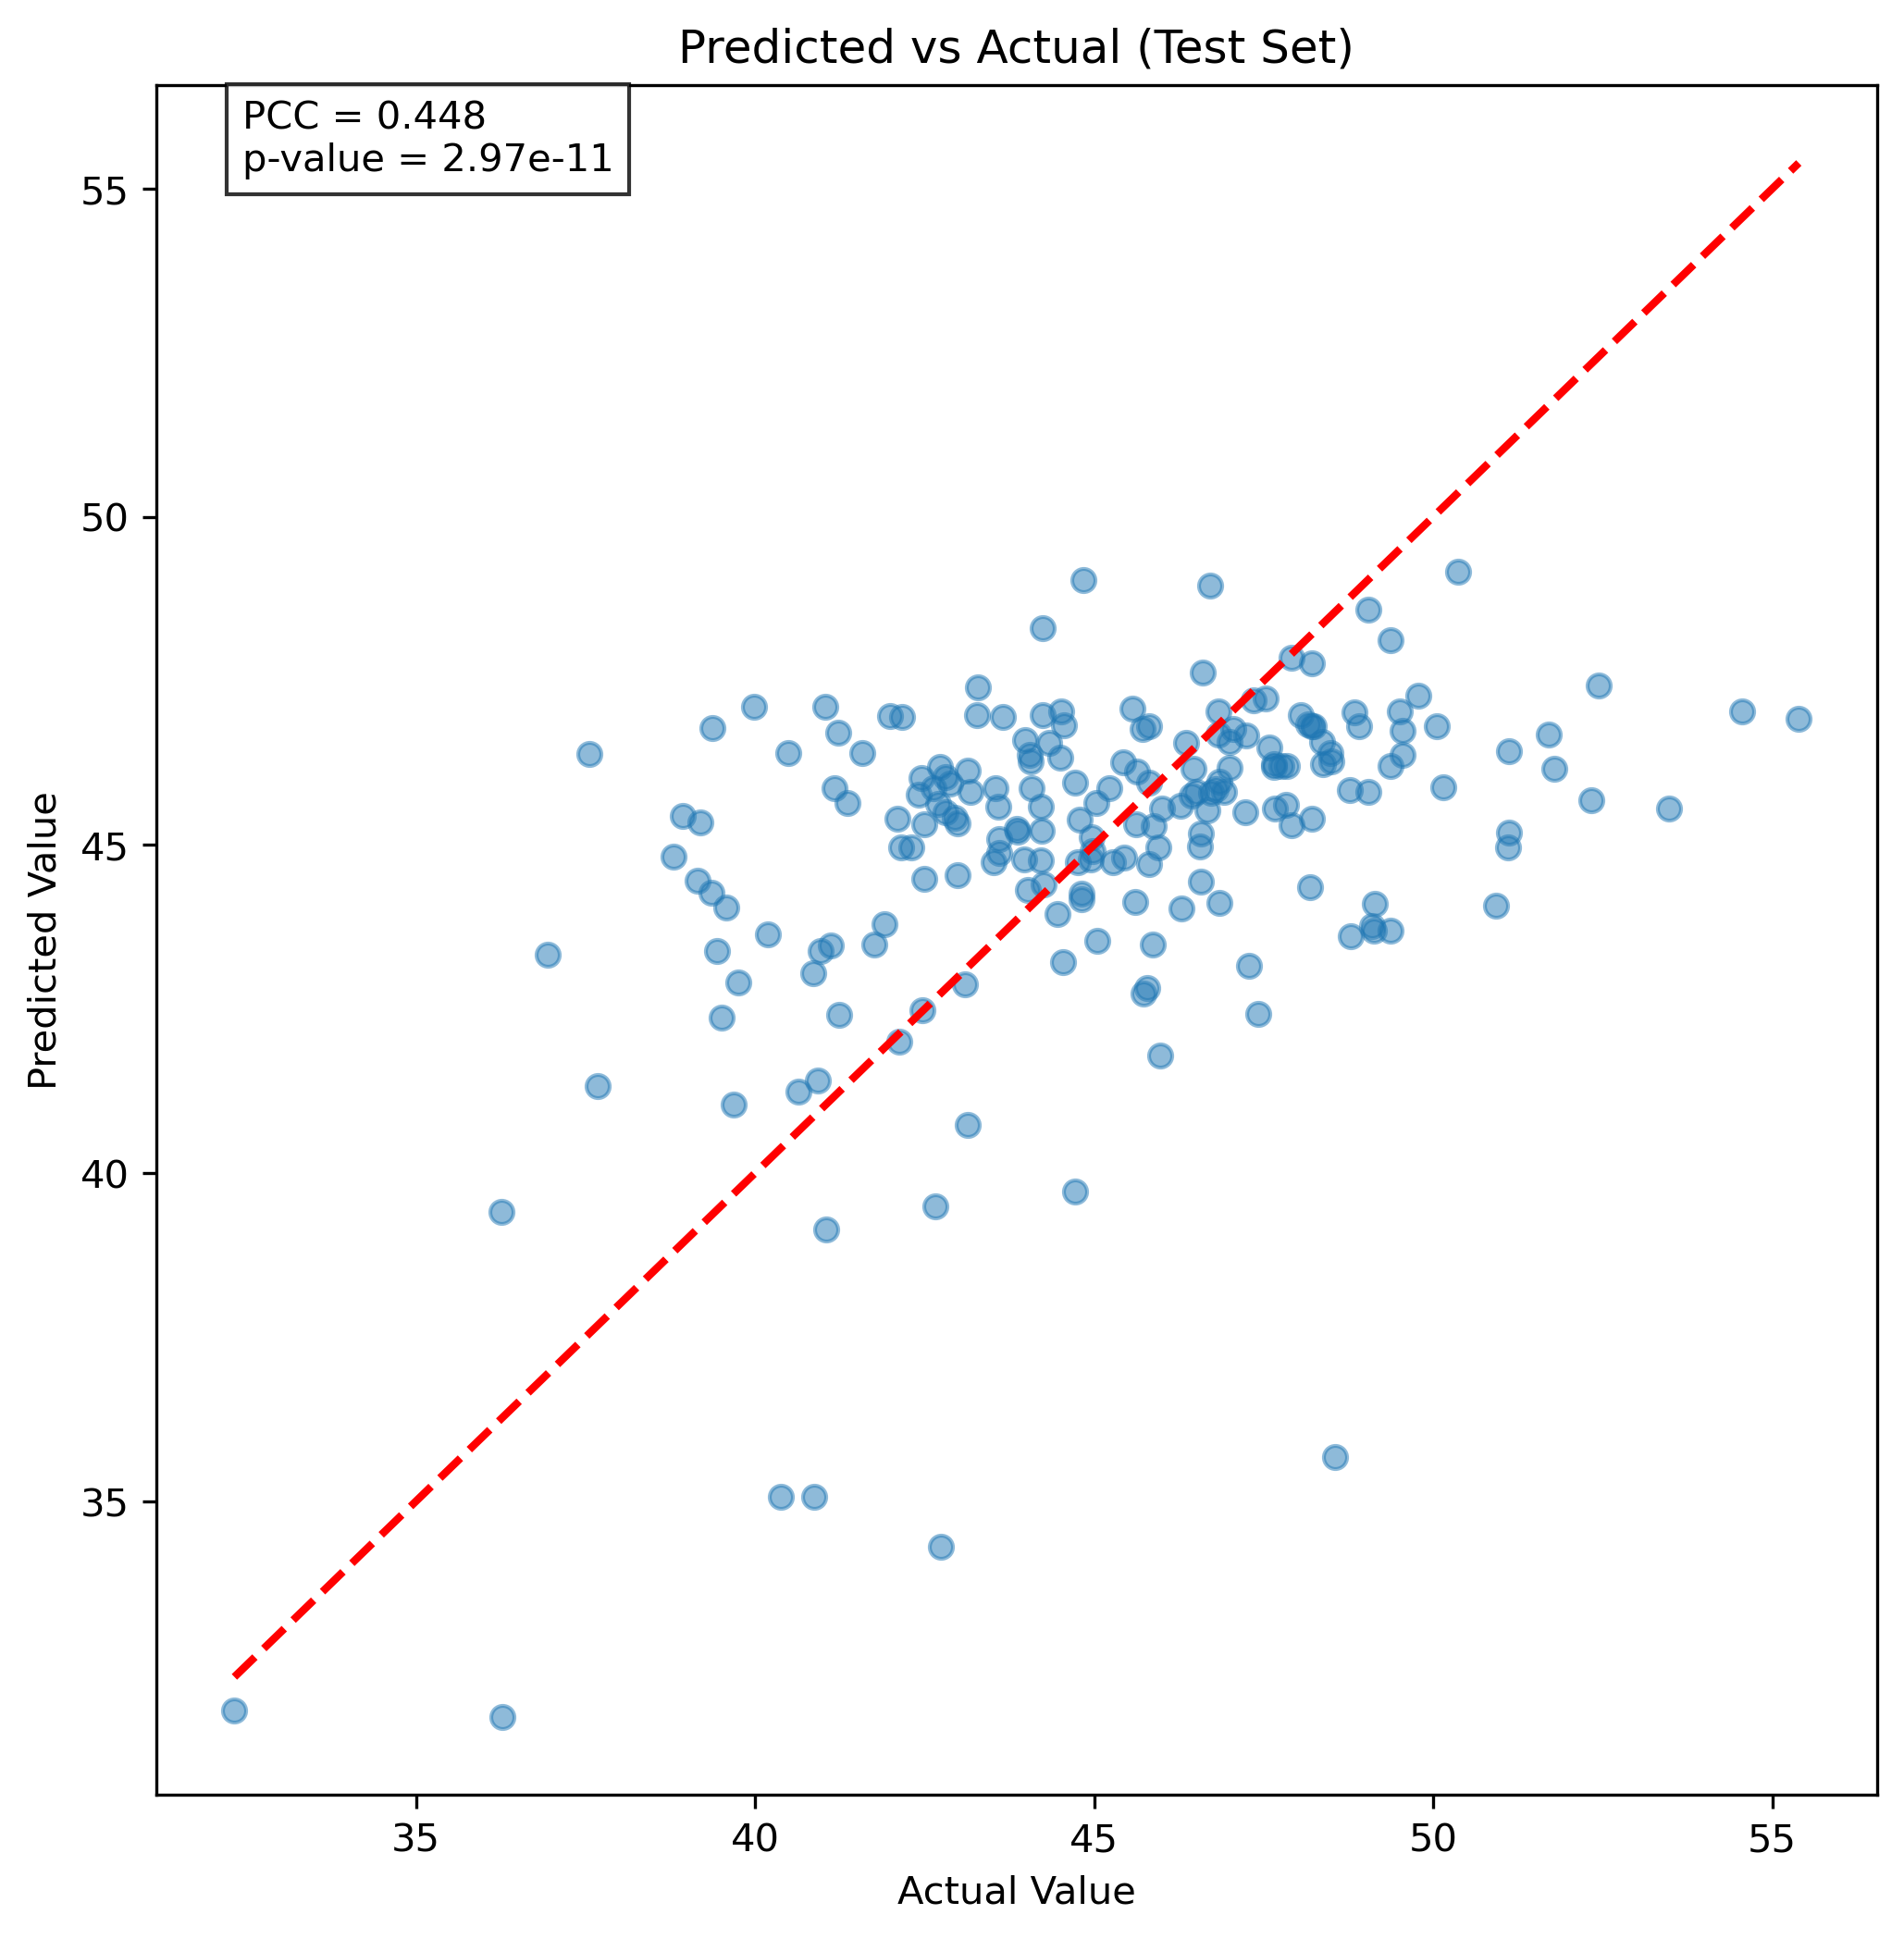 Predicted vs Actual (Test Set)
PCC = 0.448
p-value = 2.97e-11
55
50
45
40
35
Predicted Value
35
40
45
50
55
Actual Value